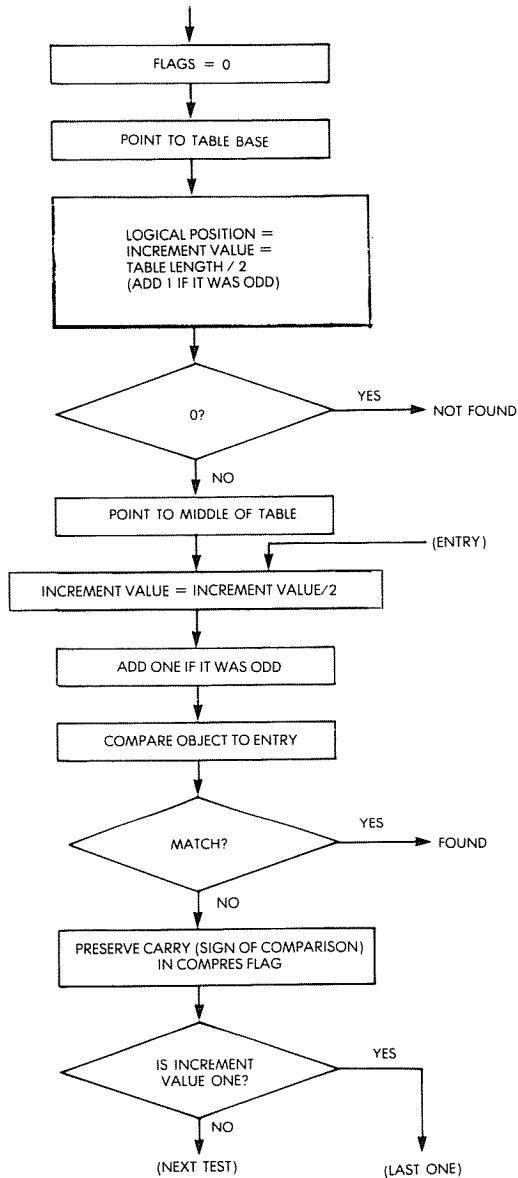 FLAGS = 0
POINT TO TABLE BASE
LOGICAL POSITION =
INCREMENT VALUE =
TABLE LENGTH / 2
(ADD 1 IF IT WAS ODD)
0?
YES
NOT FOUND
NO
POINT TO MIDDLE OF TABLE
(ENTRY)
INCREMENT VALUE = INCREMENT VALUE/2
ADD ONE IF IT WAS ODD
COMPARE OBJECT TO ENTRY
MATCH?
YES
FOUND
NO
PRESERVE CARRY (SIGN OF COMPARISON)
IN COMPRES FLAG
IS INCREMENT
VALUE ONE?
YES
NO
(NEXT TEST)
(LAST ONE)